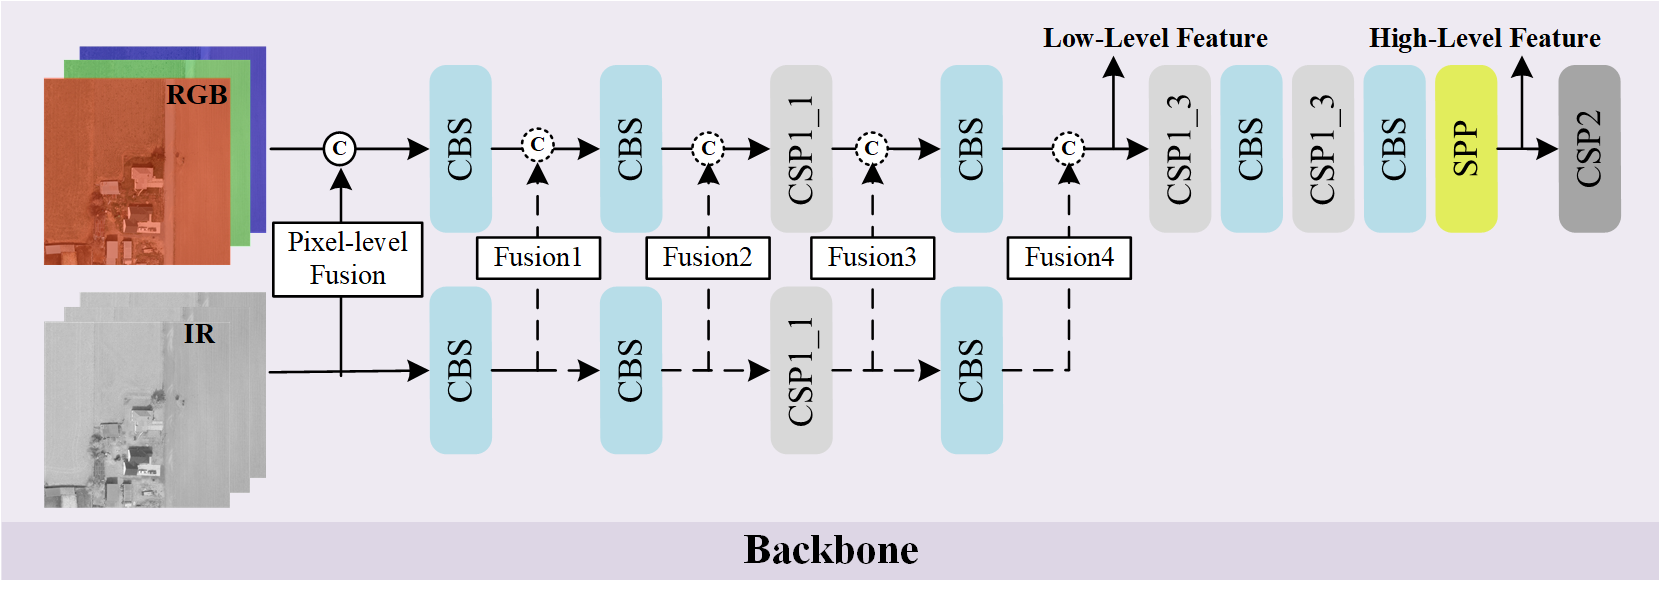 Low-Level Feature
High-Level Feature
RGB
C
CBS
C
CBS
C
CSP1_1
C
CBS
C
CSP1_3
CBS
CSP1_3
CBS
SPP
CSP2
Pixel-level
Fusion
Fusion1
Fusion2
Fusion3
Fusion4
IR
CBS
CBS
CSP1_1
CBS
Backbone